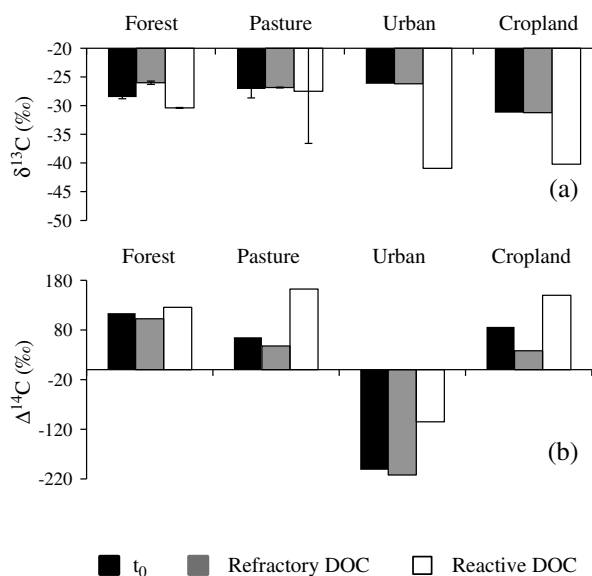 Forest Pasture Urban Cropland
-20
-25
-30
-35
-40
-45
-50
δ¹³C (‰)
(a)
Forest Pasture Urban Cropland
180
80
-20
-120
-220
Δ¹⁴C (‰)
(b)
t₀ Refractory DOC Reactive DOC